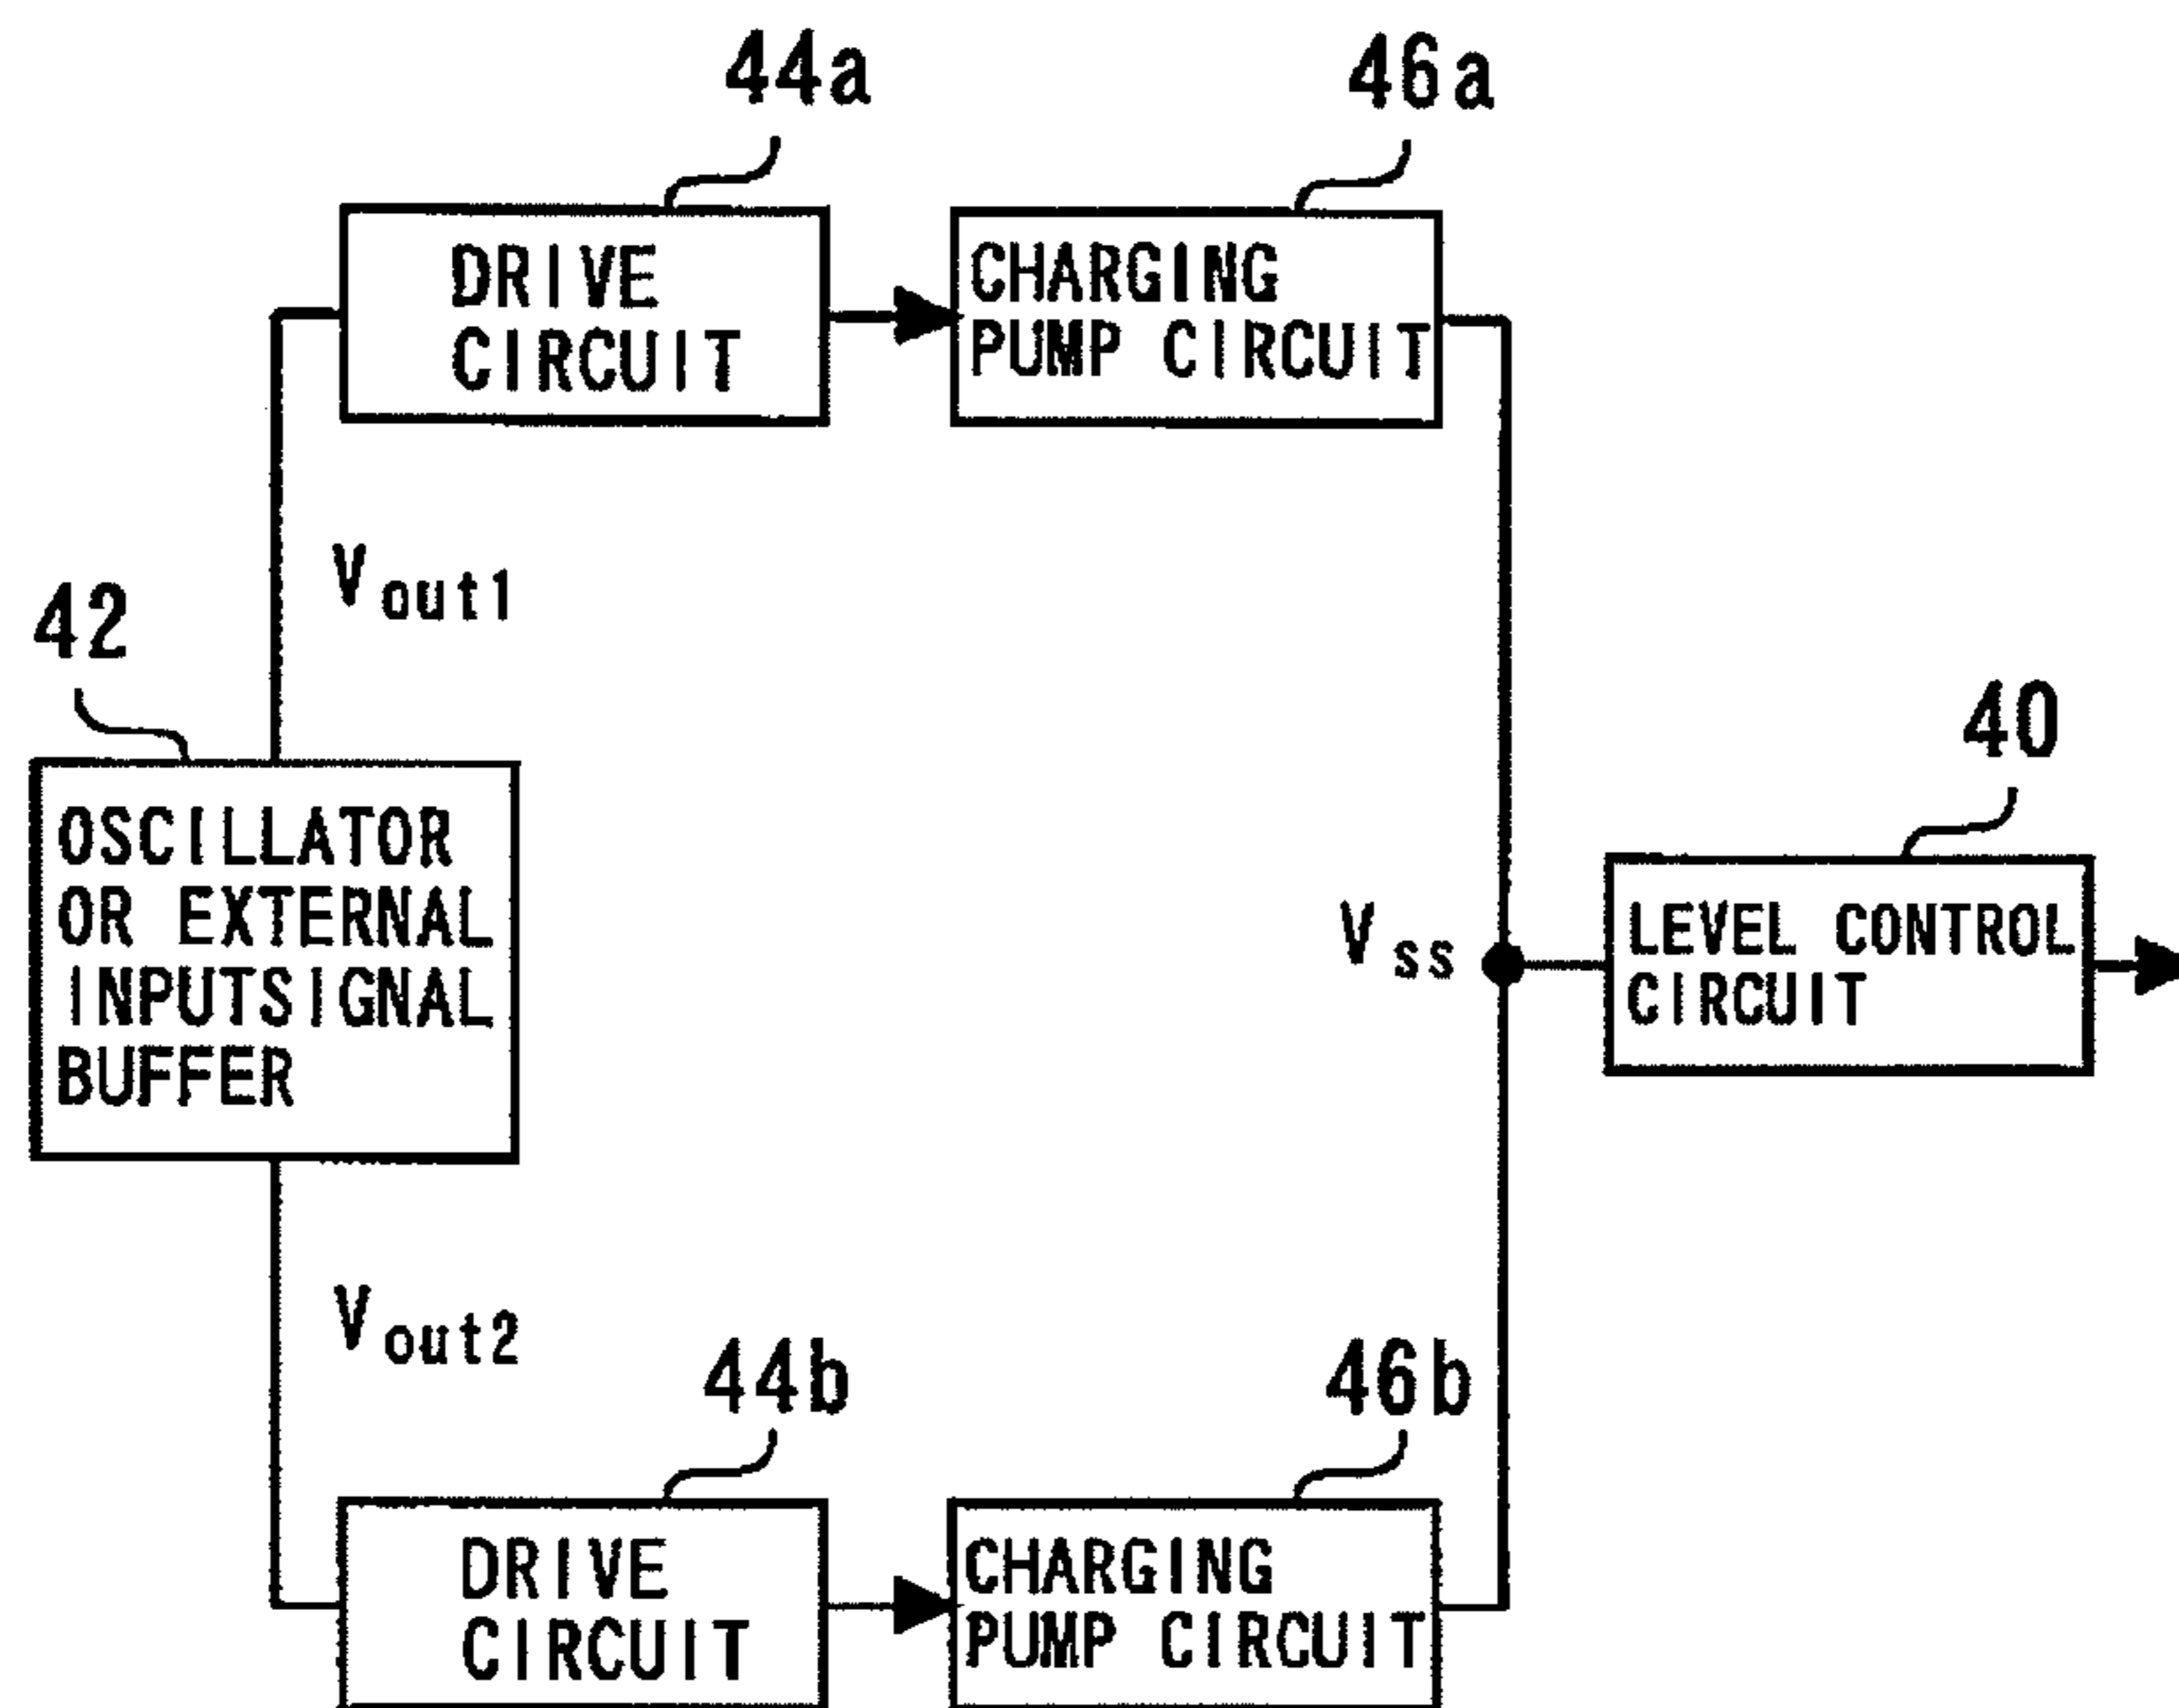 44a
46a
DRIVE
CIRCUIT
CHARGING
PUMP CIRCUIT
Vout1
42
40
OSCILLATOR
OR EXTERNAL
INPUTSIGNAL
BUFFER
Vss
LEVEL CONTROL
CIRCUIT
Vout2
44b
46b
DRIVE
CIRCUIT
CHARGING
PUMP CIRCUIT